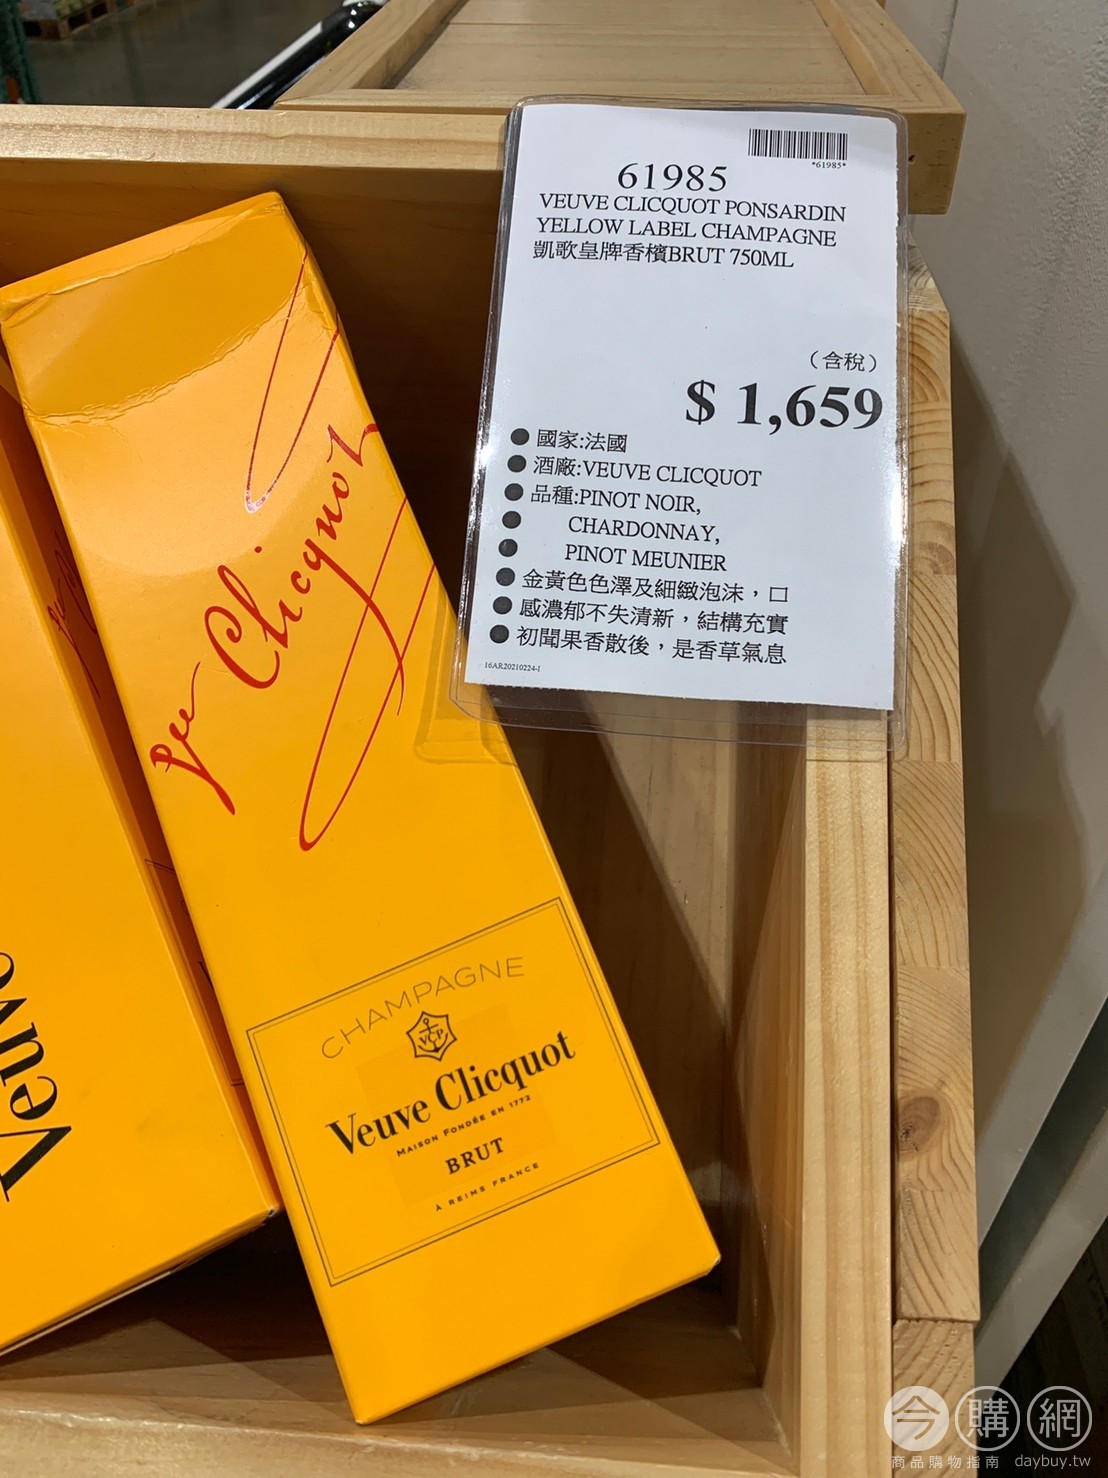 *61985*
61985
VEUVE CLICQUOT PONSARDIN
YELLOW LABEL CHAMPAGNE
凱歌皇牌香檳BRUT 750ML
（含稅）
$ 1,659
● 國家:法國
● 酒廠:VEUVE CLICQUOT
● 品種:PINOT NOIR,
● CHARDONNAY,
● PINOT MEUNIER
● 金黃色色澤及細緻泡沫，口
● 感濃郁不失清新，結構充實
● 初聞果香散後，是香草氣息
16AR20210224-1
Vve Clicquot
CHAMPAGNE
VCP
Veuve Clicquot
MAISON FONDÉE EN 1772
BRUT
À REIMS FRANCE
Veuve
今購網
商品購物指南 daybuy.tw